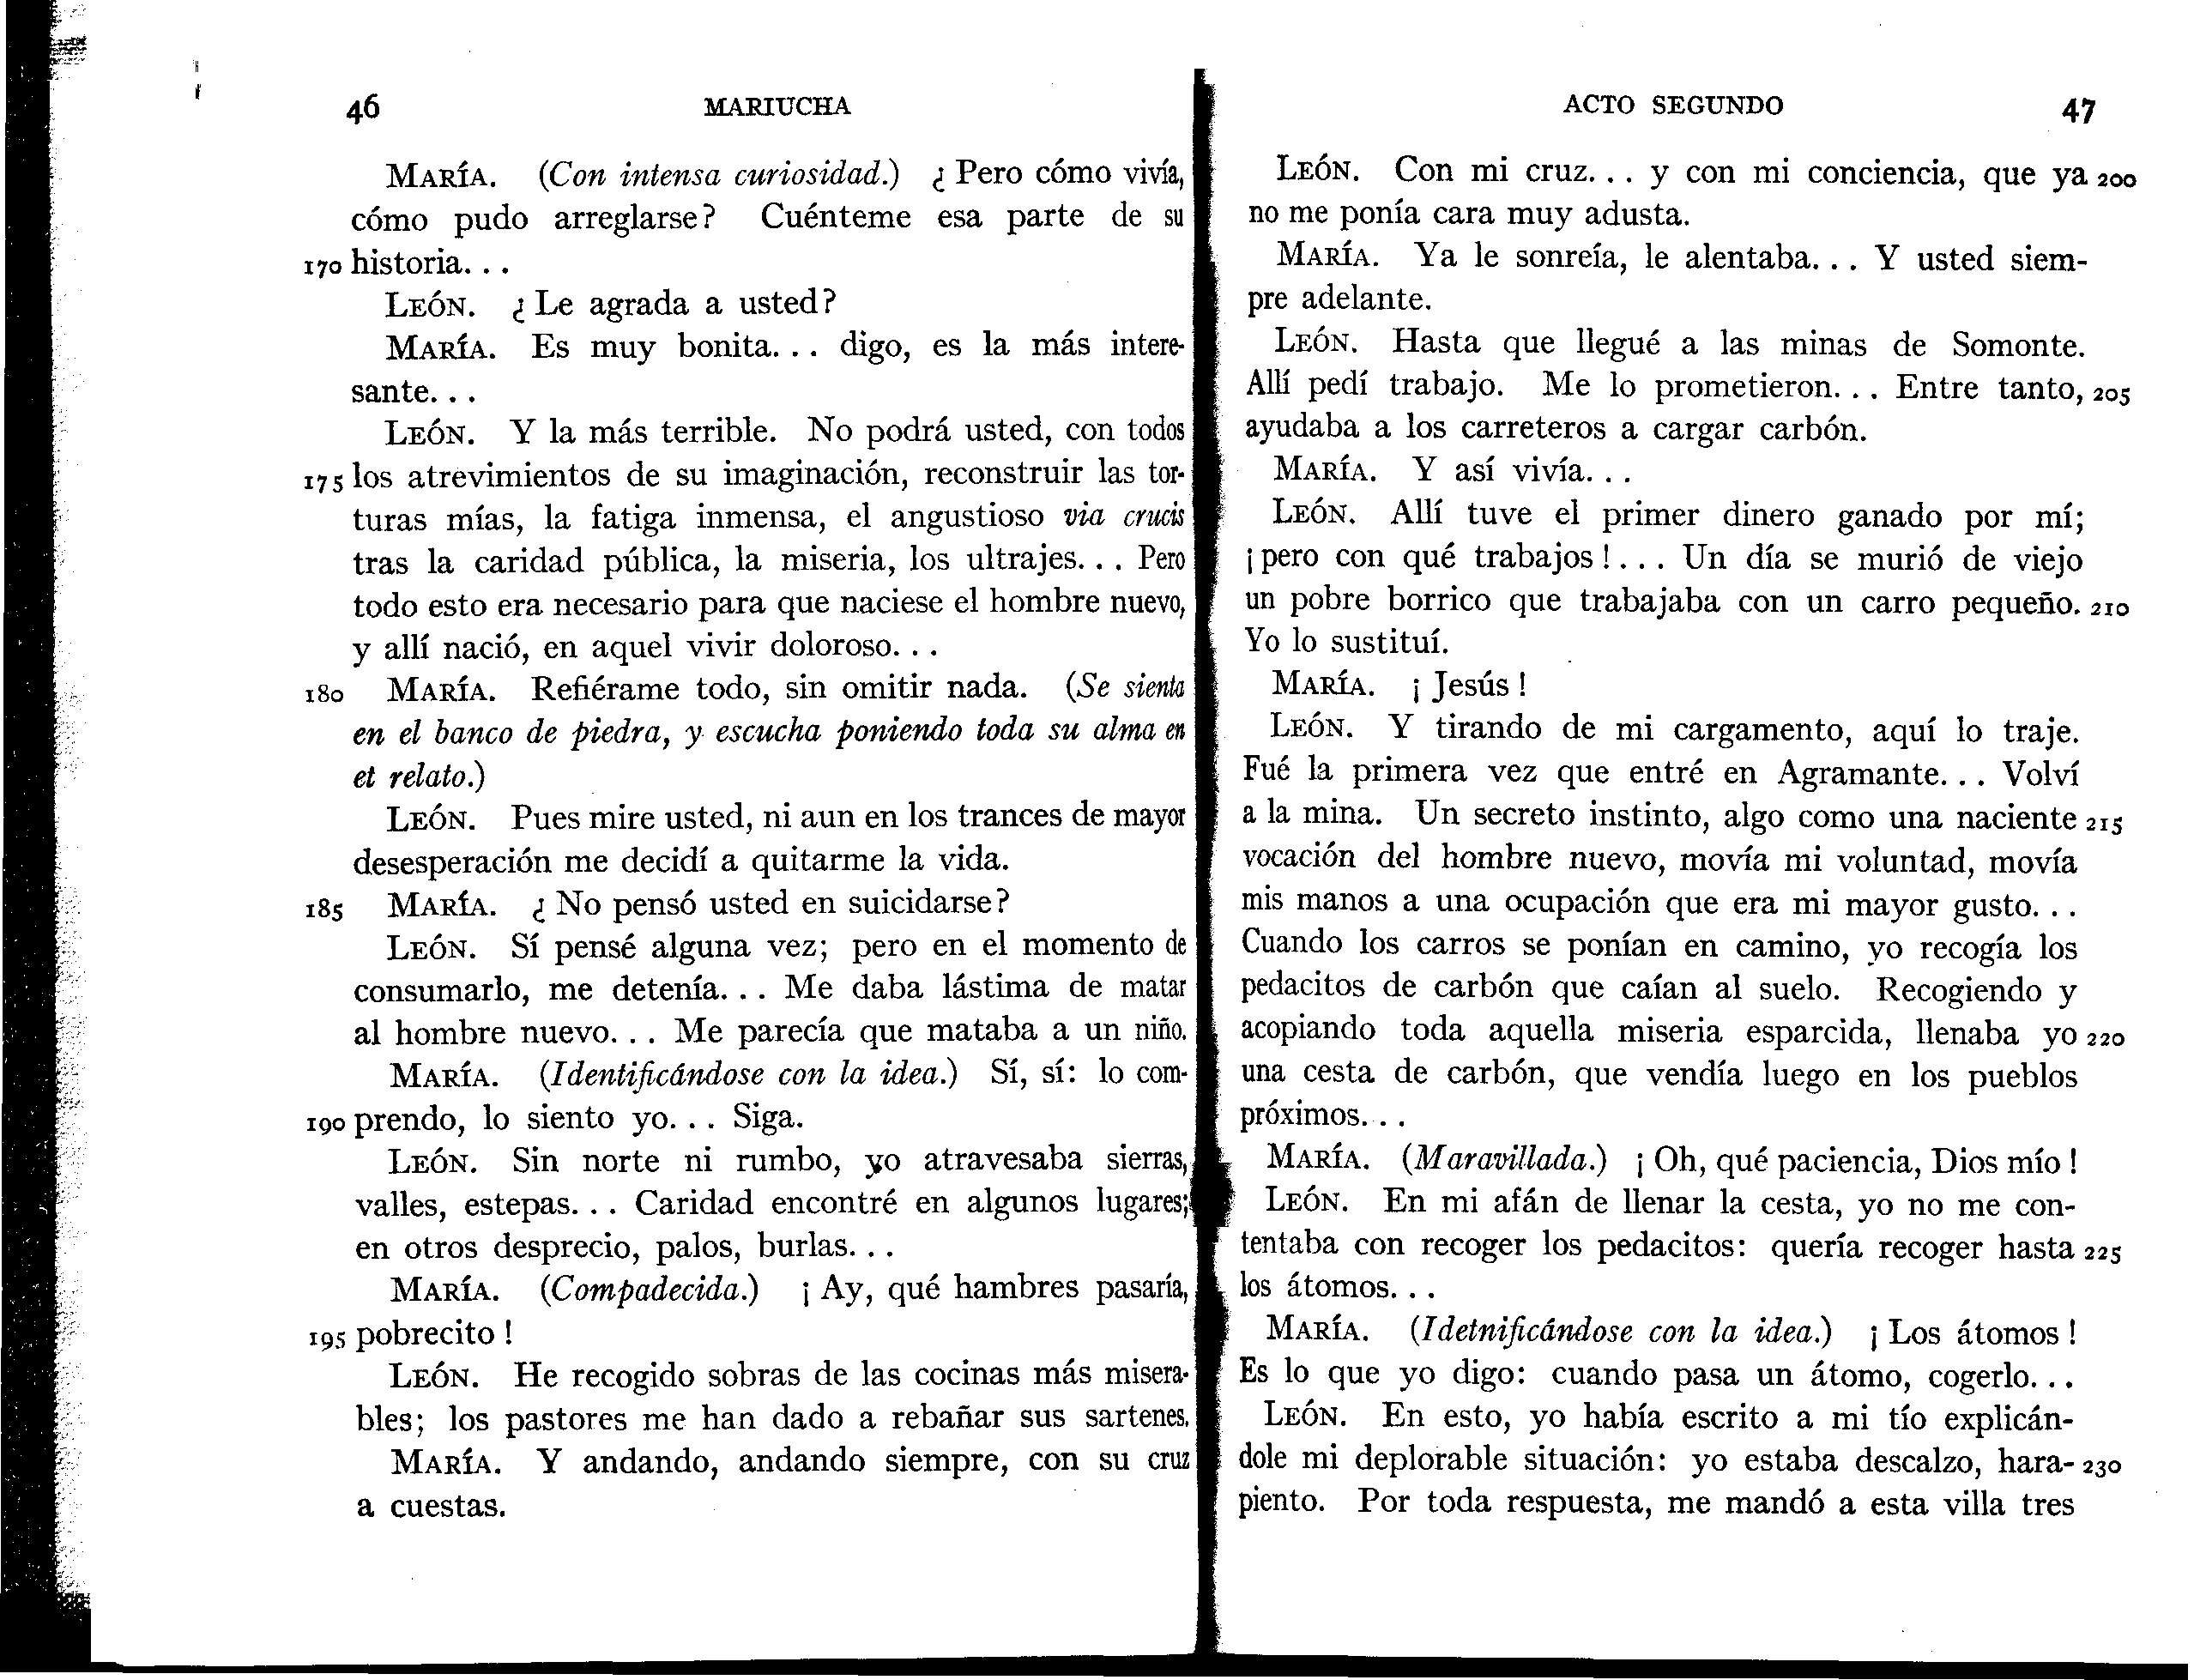 46
MARIUCHA
MARÍA. (Con intensa curiosidad.) ¿ Pero cómo vivía,
cómo pudo arreglarse? Cuénteme esa parte de su
170 historia. . .
LEÓN. ¿ Le agrada a usted?
MARÍA. Es muy bonita. . . digo, es la más intere-
sante. . .
LEÓN. Y la más terrible. No podrá usted, con todos
175 los atrevimientos de su imaginación, reconstruir las tor-
turas mías, la fatiga inmensa, el angustioso via crucis
tras la caridad pública, la miseria, los ultrajes. . . Pero
todo esto era necesario para que naciese el hombre nuevo,
y allí nació, en aquel vivir doloroso. . .
180 MARÍA. Refiérame todo, sin omitir nada. (Se sienta
en el banco de piedra, y escucha poniendo toda su alma en
et relato.)
LEÓN. Pues mire usted, ni aun en los trances de mayor
desesperación me decidí a quitarme la vida.
185 MARÍA. ¿ No pensó usted en suicidarse?
LEÓN. Sí pensé alguna vez; pero en el momento de
consumarlo, me detenía. . . Me daba lástima de matar
al hombre nuevo. . . Me parecía que mataba a un niño.
MARÍA. (Identificándose con la idea.) Sí, sí: lo com-
190 prendo, lo siento yo. . . Siga.
LEÓN. Sin norte ni rumbo, yo atravesaba sierras,
valles, estepas. . . Caridad encontré en algunos lugares;
en otros desprecio, palos, burlas. . .
MARÍA. (Compadecida.) ¡ Ay, qué hambres pasaría,
195 pobrecito !
LEÓN. He recogido sobras de las cocinas más misera-
bles; los pastores me han dado a rebañar sus sartenes.
MARÍA. Y andando, andando siempre, con su cruz
a cuestas.
ACTO SEGUNDO
47
LEÓN. Con mi cruz. . . y con mi conciencia, que ya 200
no me ponía cara muy adusta.
MARÍA. Ya le sonreía, le alentaba. . . Y usted siem-
pre adelante.
LEÓN. Hasta que llegué a las minas de Somonte.
Allí pedí trabajo. Me lo prometieron. . . Entre tanto, 205
ayudaba a los carreteros a cargar carbón.
MARÍA. Y así vivía. . .
LEÓN. Allí tuve el primer dinero ganado por mí;
¡ pero con qué trabajos ! . . . Un día se murió de viejo
un pobre borrico que trabajaba con un carro pequeño. 210
Yo lo sustituí.
MARÍA. ¡ Jesús !
LEÓN. Y tirando de mi cargamento, aquí lo traje.
Fué la primera vez que entré en Agramante. . . Volví
a la mina. Un secreto instinto, algo como una naciente 215
vocación del hombre nuevo, movía mi voluntad, movía
mis manos a una ocupación que era mi mayor gusto. . .
Cuando los carros se ponían en camino, yo recogía los
pedacitos de carbón que caían al suelo. Recogiendo y
acopiando toda aquella miseria esparcida, llenaba yo 220
una cesta de carbón, que vendía luego en los pueblos
próximos. . .
MARÍA. (Maravillada.) ¡ Oh, qué paciencia, Dios mío !
LEÓN. En mi afán de llenar la cesta, yo no me con-
tentaba con recoger los pedacitos: quería recoger hasta 225
los átomos. . .
MARÍA. (Idetnificándose con la idea.) ¡ Los átomos !
Es lo que yo digo: cuando pasa un átomo, cogerlo. . .
LEÓN. En esto, yo había escrito a mi tío explicán-
dole mi deplorable situación: yo estaba descalzo, hara- 230
piento. Por toda respuesta, me mandó a esta villa tres